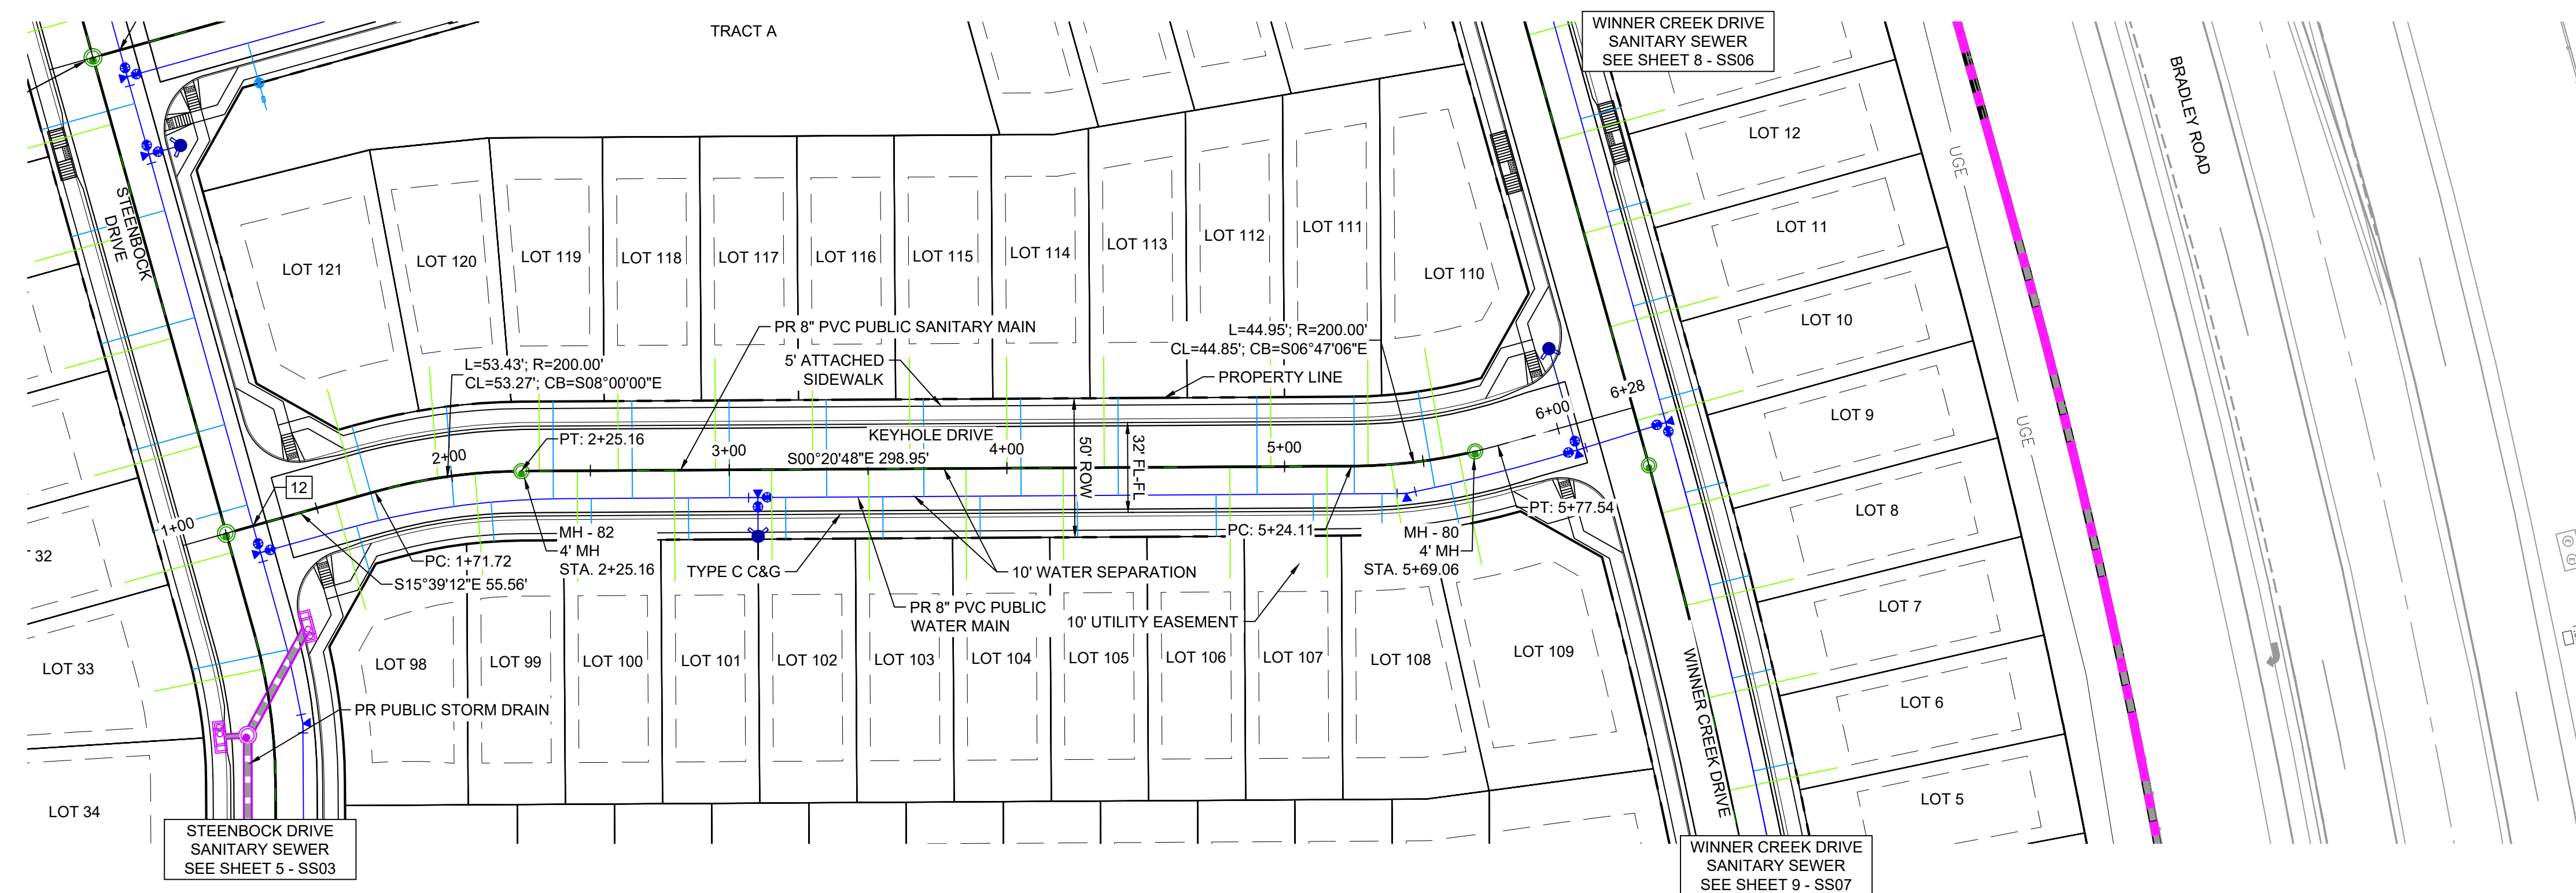 TRACT A
WINNER CREEK DRIVE
SANITARY SEWER
SEE SHEET 8 - SS06
BRADLEY ROAD
UGE
UGE
STEENBOCK
DRIVE
LOT 121
LOT 120
LOT 119
LOT 118
LOT 117
LOT 116
LOT 115
LOT 114
LOT 113
LOT 112
LOT 111
LOT 110
LOT 12
LOT 11
LOT 10
LOT 9
LOT 8
LOT 7
LOT 6
LOT 5
PR 8" PVC PUBLIC SANITARY MAIN
5' ATTACHED
SIDEWALK
L=53.43'; R=200.00'
CL=53.27'; CB=S08°00'00"E
L=44.95'; R=200.00'
CL=44.85'; CB=S06°47'06"E
PROPERTY LINE
PT: 2+25.16
KEYHOLE DRIVE
S00°20'48"E 298.95'
1+00
2+00
3+00
4+00
5+00
6+00
6+28
50' ROW
32' FL-FL
12
PC: 1+71.72
S15°39'12"E 55.56'
MH - 82
4' MH
STA. 2+25.16
TYPE C C&G
10' WATER SEPARATION
PR 8" PVC PUBLIC
WATER MAIN
10' UTILITY EASEMENT
PC: 5+24.11
PT: 5+77.54
MH - 80
4' MH
STA. 5+69.06
32
LOT 33
LOT 34
LOT 98
LOT 99
LOT 100
LOT 101
LOT 102
LOT 103
LOT 104
LOT 105
LOT 106
LOT 107
LOT 108
LOT 109
PR PUBLIC STORM DRAIN
WINNER CREEK DRIVE
STEENBOCK DRIVE
SANITARY SEWER
SEE SHEET 5 - SS03
WINNER CREEK DRIVE
SANITARY SEWER
SEE SHEET 9 - SS07